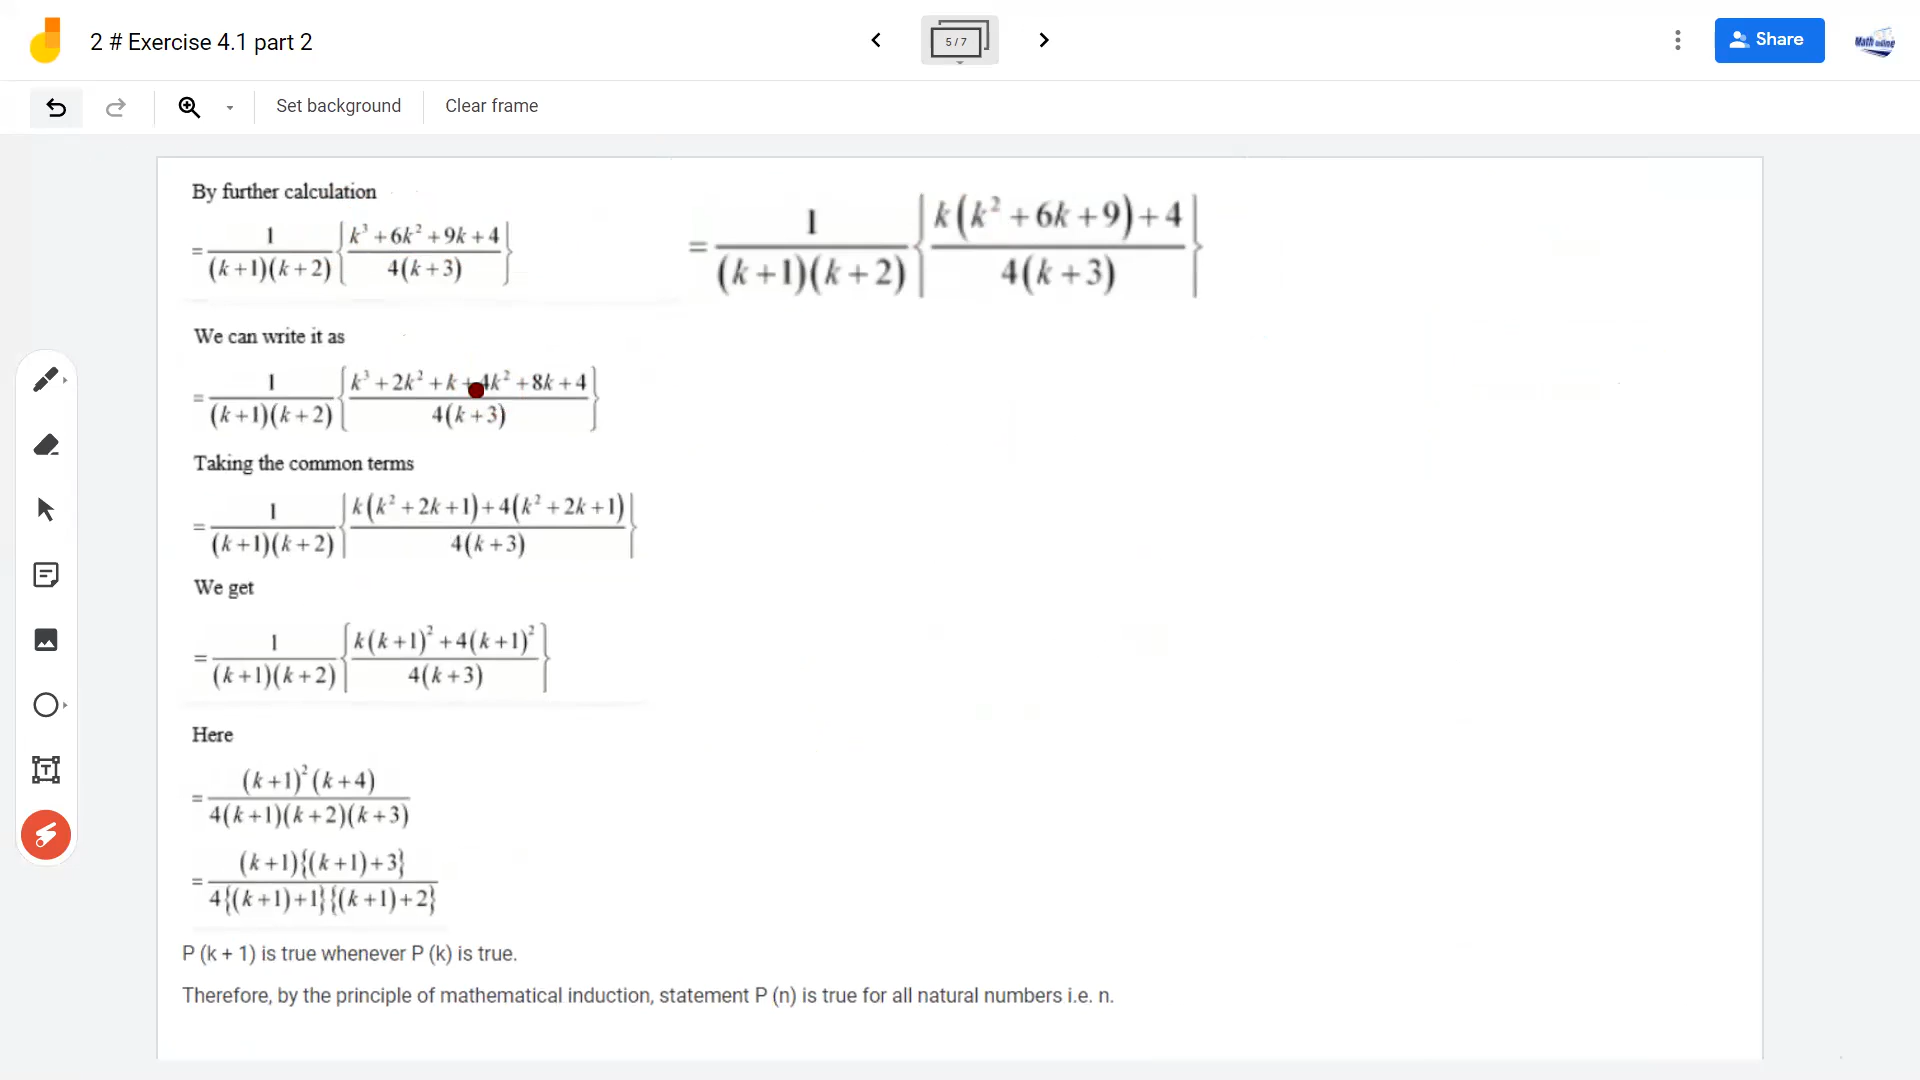 2 # Exercise 4.1 part 2
5 / 7
Share
Math online
Set background
Clear frame
By further calculation
= 1/((k+1)(k+2)) {(k³+6k²+9k+4)/(4(k+3))}
= 1/((k+1)(k+2)) {(k(k²+6k+9)+4)/(4(k+3))}
We can write it as
= 1/((k+1)(k+2)) {(k³+2k²+k+4k²+8k+4)/(4(k+3))}
Taking the common terms
= 1/((k+1)(k+2)) {(k(k²+2k+1)+4(k²+2k+1))/(4(k+3))}
We get
= 1/((k+1)(k+2)) {(k(k+1)²+4(k+1)²)/(4(k+3))}
Here
= ((k+1)²(k+4))/(4(k+1)(k+2)(k+3))
= ((k+1){(k+1)+3})/(4{(k+1)+1}{(k+1)+2})
P (k + 1) is true whenever P (k) is true.
Therefore, by the principle of mathematical induction, statement P (n) is true for all natural numbers i.e. n.